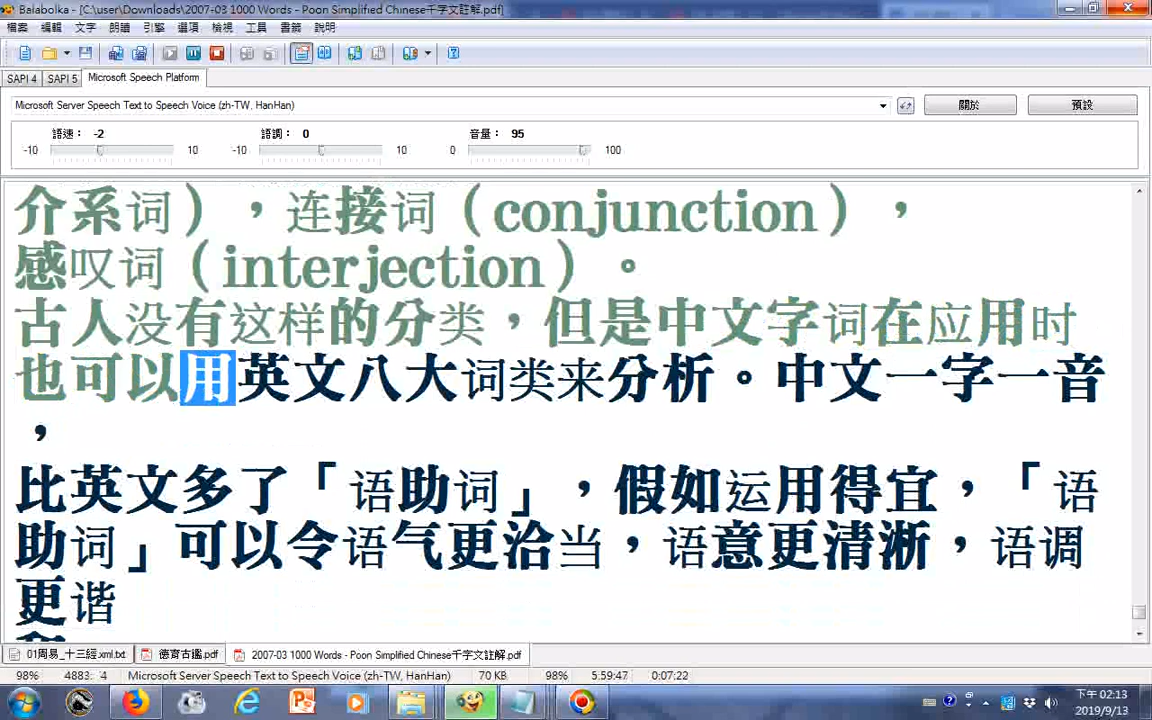 Balabolka - [C:\user\Downloads\2007-03 1000 Words - Poon Simplified Chinese千字文註解.pdf]
檔案 編輯 文字 朗讀 引擎 選項 檢視 工具 書籤 說明
SAPI 4 SAPI 5 Microsoft Speech Platform
Microsoft Server Speech Text to Speech Voice (zh-TW, HanHan) 關於 預設
語速： -2 語調： 0 音量： 95
-10 10 -10 10 0 100
介系词），连接词（conjunction），
感叹词（interjection）。
古人没有这样的分类，但是中文字词在应用时
也可以用英文八大词类来分析。中文一字一音
，
比英文多了「语助词」，假如运用得宜，「语
助词」可以令语气更洽当，语意更清淅，语调
更谐
01周易_十三經.xml.txt 德育古鑑.pdf 2007-03 1000 Words - Poon Simplified Chinese千字文註解.pdf
98% 4883: 4 Microsoft Server Speech Text to Speech Voice (zh-TW, HanHan) 70 KB 98% 5:59:47 0:07:22
下午 02:13
2019/9/13